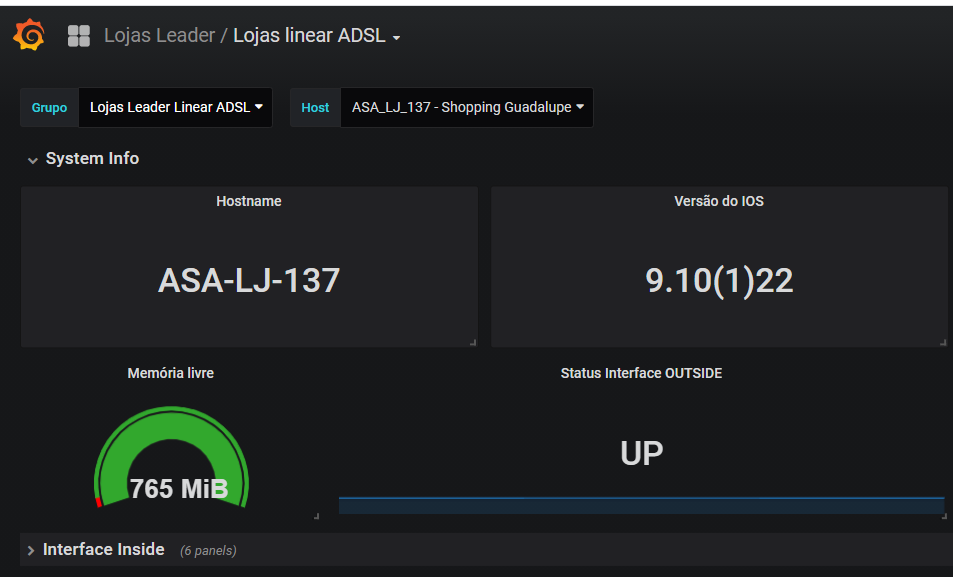 Lojas Leader / Lojas linear ADSL
Grupo Lojas Leader Linear ADSL Host ASA_LJ_137 - Shopping Guadalupe
System Info
Hostname
ASA-LJ-137
Versão do IOS
9.10(1)22
Memória livre
765 MiB
Status Interface OUTSIDE
UP
Interface Inside (6 panels)